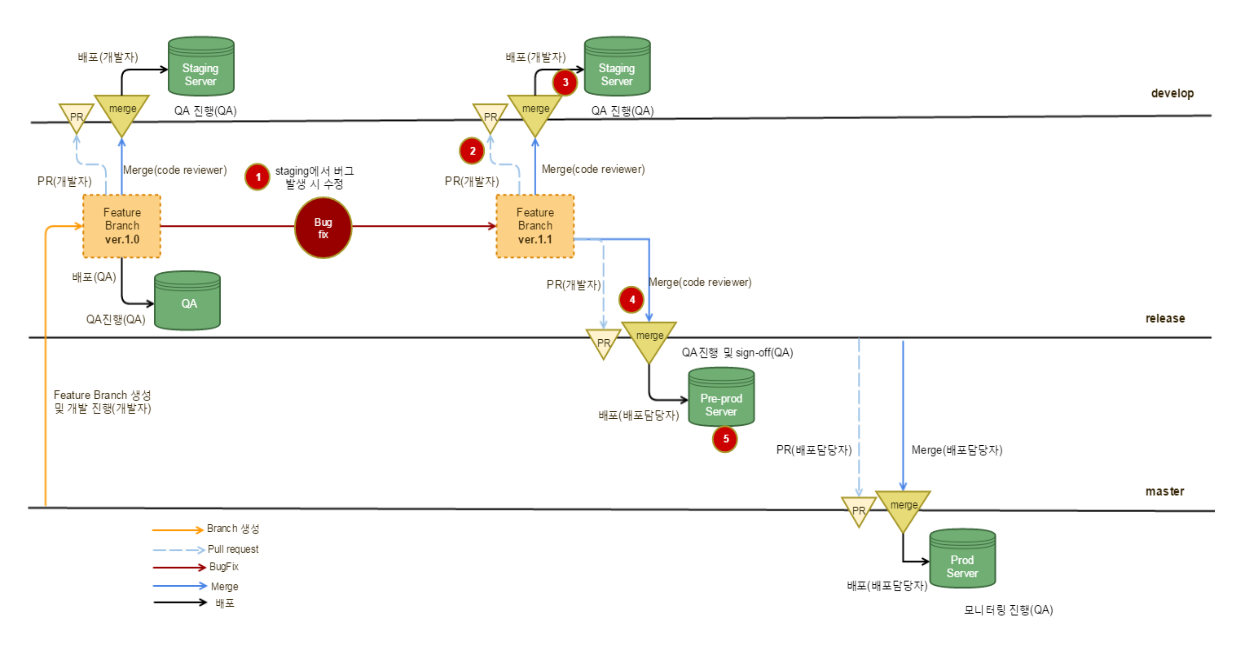 배포(개발자)
Staging
Server
PR
merge
QA 진행(QA)
배포(개발자)
Staging
Server
3
PR
merge
QA 진행(QA)
develop
PR(개발자)
Merge(code reviewer)
1
staging에서 버그
발생 시 수정
2
PR(개발자)
Merge(code reviewer)
Feature
Branch
ver.1.0
Bug
fix
Feature
Branch
ver.1.1
배포(QA)
QA
QA진행(QA)
PR(개발자)
4
Merge(code reviewer)
release
PR
merge
QA진행 및 sign-off(QA)
Pre-prod
Server
배포(배포담당자)
5
Feature Branch 생성
및 개발 진행(개발자)
PR(배포담당자)
Merge(배포담당자)
master
PR
merge
Prod
Server
배포(배포담당자)
모니터링 진행(QA)
Branch 생성
Pull request
BugFix
Merge
배포